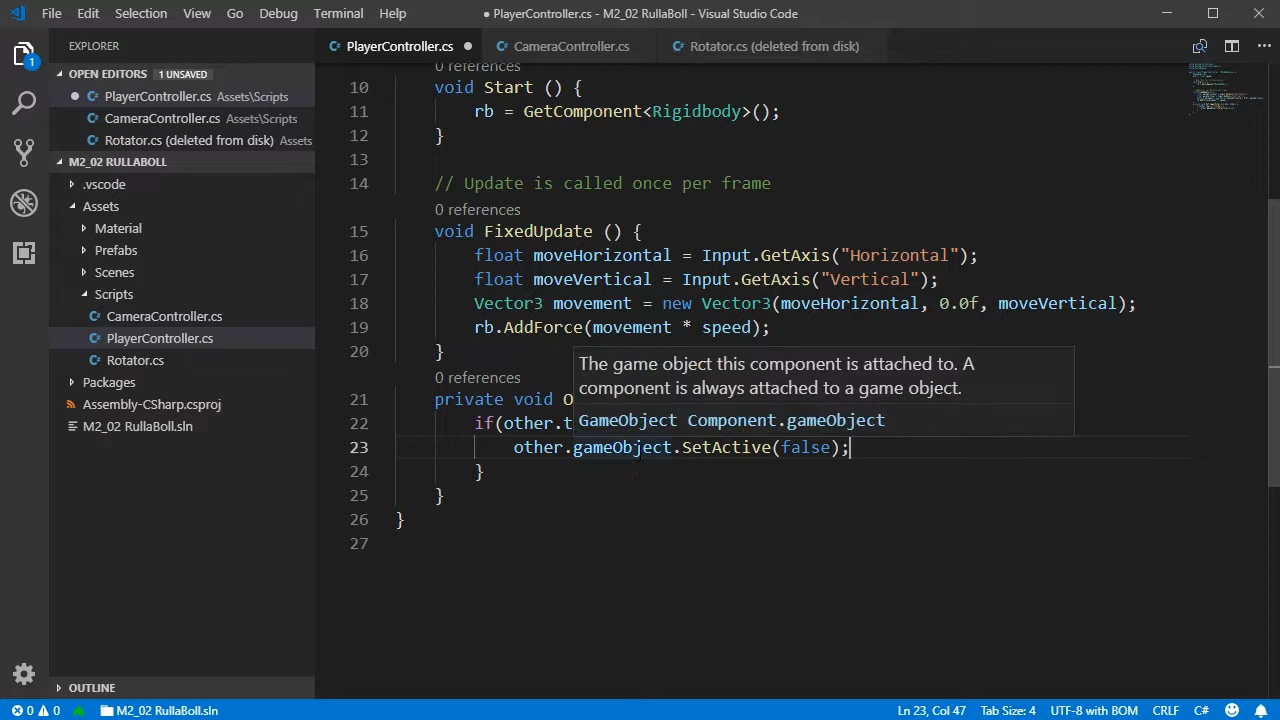 File Edit Selection View Go Debug Terminal Help ● PlayerController.cs - M2_02 RullaBoll - Visual Studio Code
EXPLORER
OPEN EDITORS 1 UNSAVED
● PlayerController.cs Assets\Scripts
CameraController.cs Assets\Scripts
Rotator.cs (deleted from disk) Assets
M2_02 RULLABOLL
.vscode
Assets
Material
Prefabs
Scenes
Scripts
CameraController.cs
PlayerController.cs
Rotator.cs
Packages
Assembly-CSharp.csproj
M2_02 RullaBoll.sln
OUTLINE
1
PlayerController.cs ● CameraController.cs Rotator.cs (deleted from disk)
0 references
10 void Start () {
11 rb = GetComponent<Rigidbody>();
12 }
13
14 // Update is called once per frame
0 references
15 void FixedUpdate () {
16 float moveHorizontal = Input.GetAxis("Horizontal");
17 float moveVertical = Input.GetAxis("Vertical");
18 Vector3 movement = new Vector3(moveHorizontal, 0.0f, moveVertical);
19 rb.AddForce(movement * speed);
20 }
The game object this component is attached to. A
component is always attached to a game object.
GameObject Component.gameObject
0 references
21 private void O
22 if(other.t
23 other.gameObject.SetActive(false);
24 }
25 }
26 }
27
0 0 M2_02 RullaBoll.sln Ln 23, Col 47 Tab Size: 4 UTF-8 with BOM CRLF C#